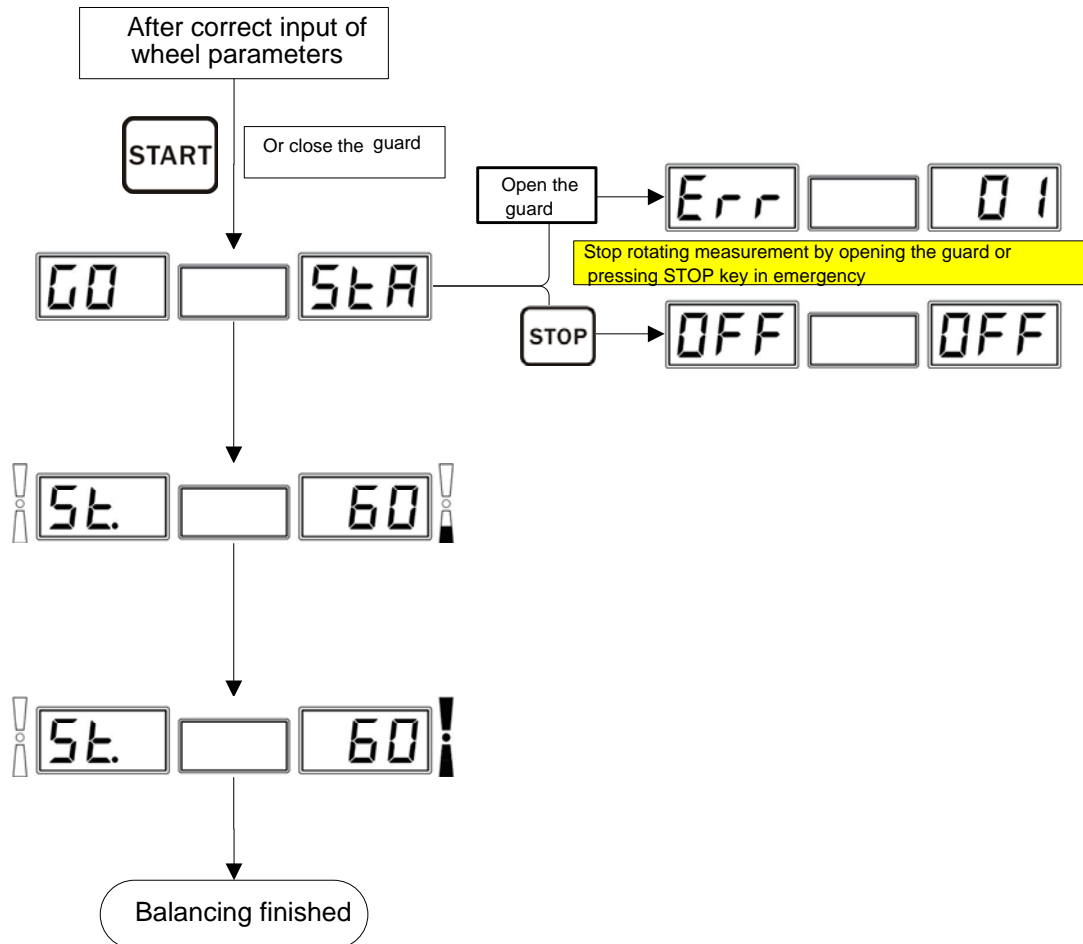 After correct input of
wheel parameters
START
Or close the guard
Open the
guard
Err 01
Stop rotating measurement by opening the guard or
pressing STOP key in emergency
GO StA
STOP
OFF OFF
St. 60
St. 60
Balancing finished